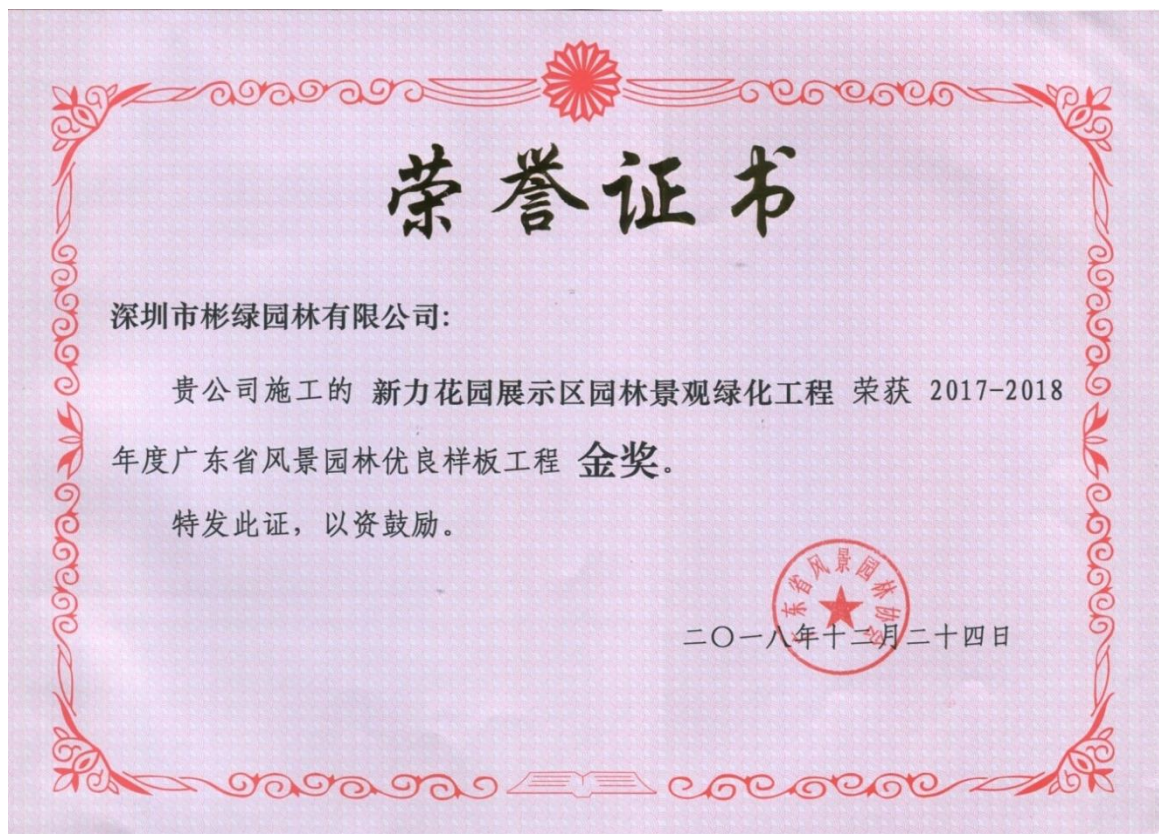 荣誉证书
深圳市彬绿园林有限公司:
贵公司施工的 新力花园展示区园林景观绿化工程 荣获 2017-2018
年度广东省风景园林优良样板工程 金奖。
特发此证，以资鼓励。
广东省风景园林协会
二〇一八年十二月二十四日